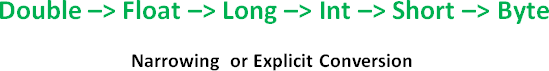 Double –> Float –> Long –> Int –> Short –> Byte
Narrowing or Explicit Conversion